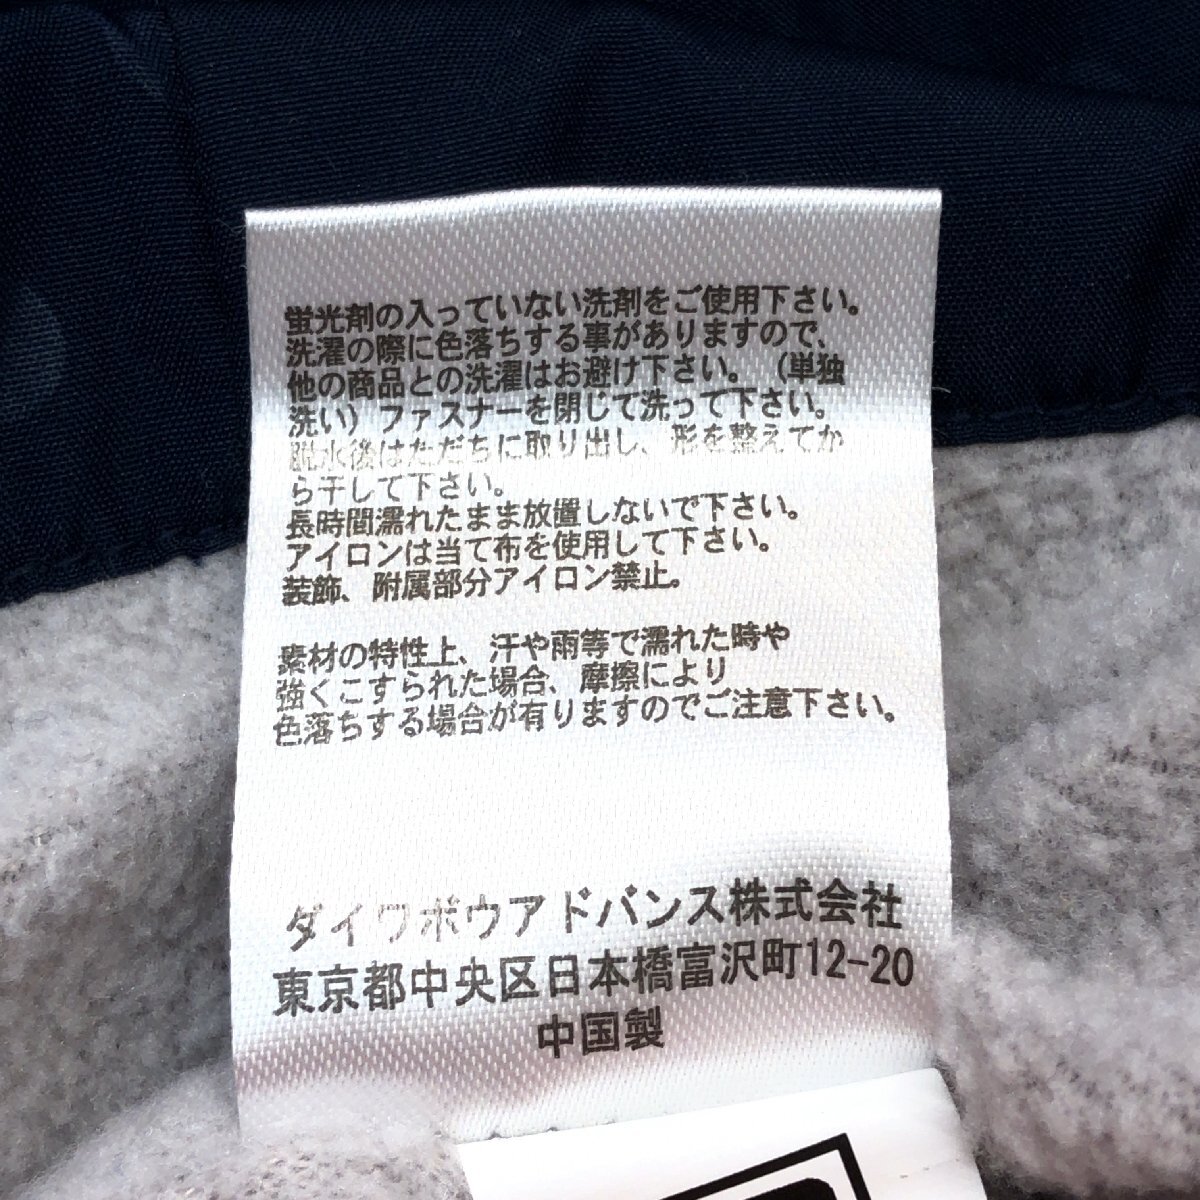 蛍光剤の入っていない洗剤をご使用下さい。
洗濯の際に色落ちする事がありますので、
他の商品との洗濯はお避け下さい。（単独
洗い）ファスナーを閉じて洗って下さい。
脱水後はただちに取り出し、形を整えてか
ら干して下さい。
長時間濡れたまま放置しないで下さい。
アイロンは当て布を使用して下さい。
装飾、附属部分アイロン禁止。
素材の特性上、汗や雨等で濡れた時や
強くこすられた場合、摩擦により
色落ちする場合が有りますのでご注意下さい。
ダイワボウアドバンス株式会社
東京都中央区日本橋富沢町12-20
中国製